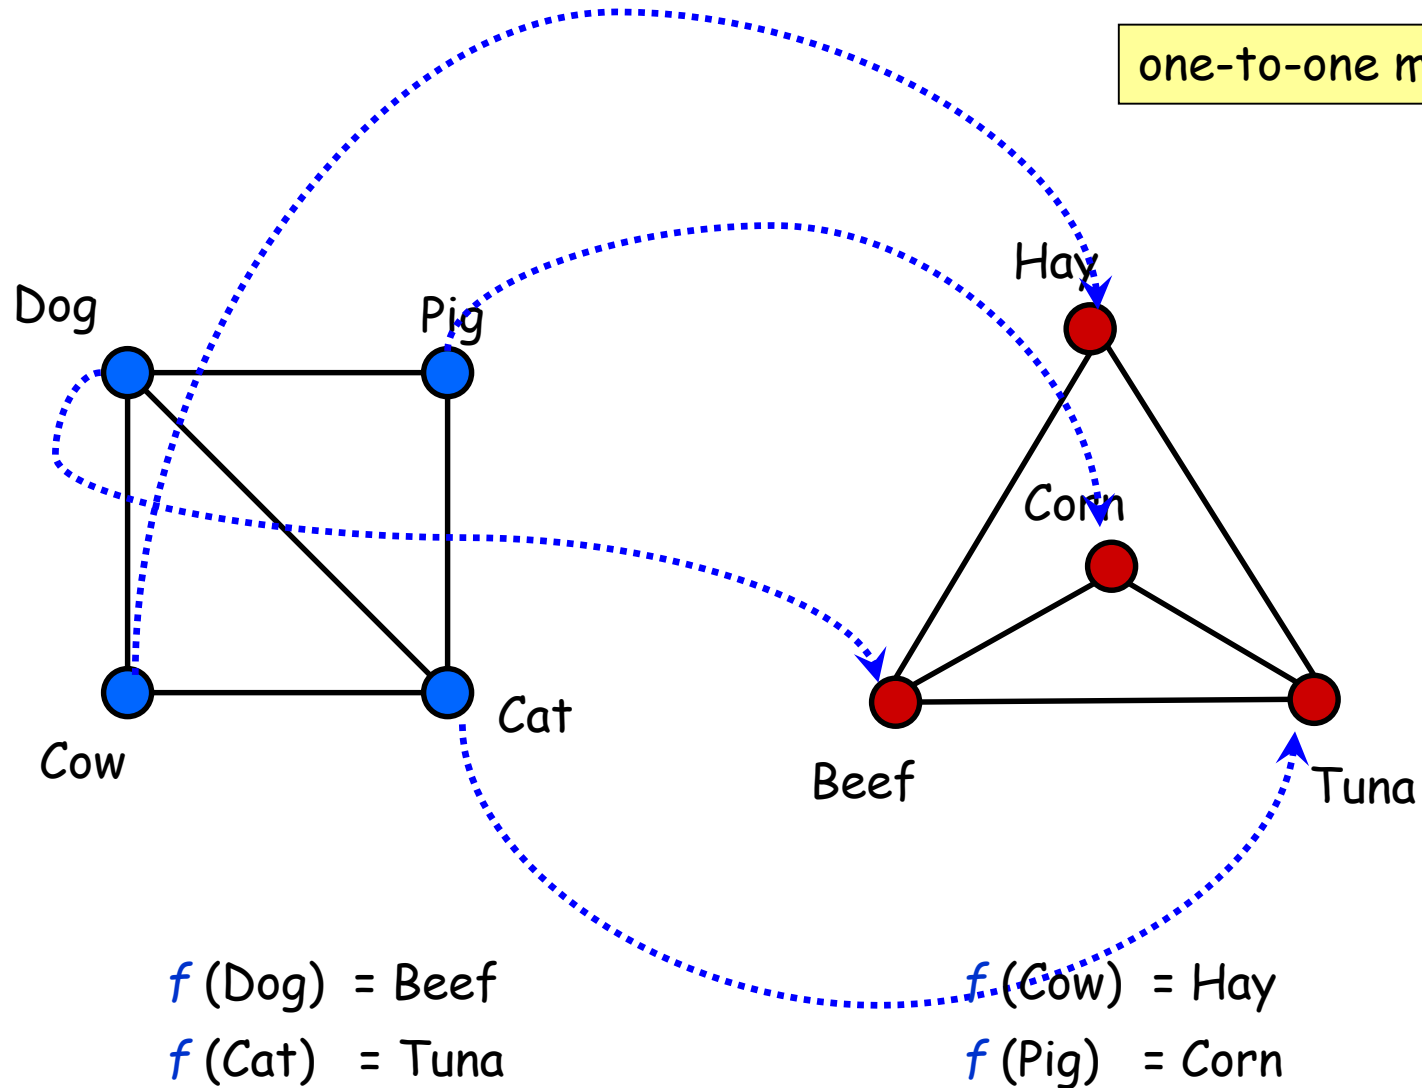 one-to-one m
Hay
Dog
Pig
Corn
Cat
Cow
Beef
Tuna
f (Dog) = Beef
f (Cow) = Hay
f (Cat) = Tuna
f (Pig) = Corn